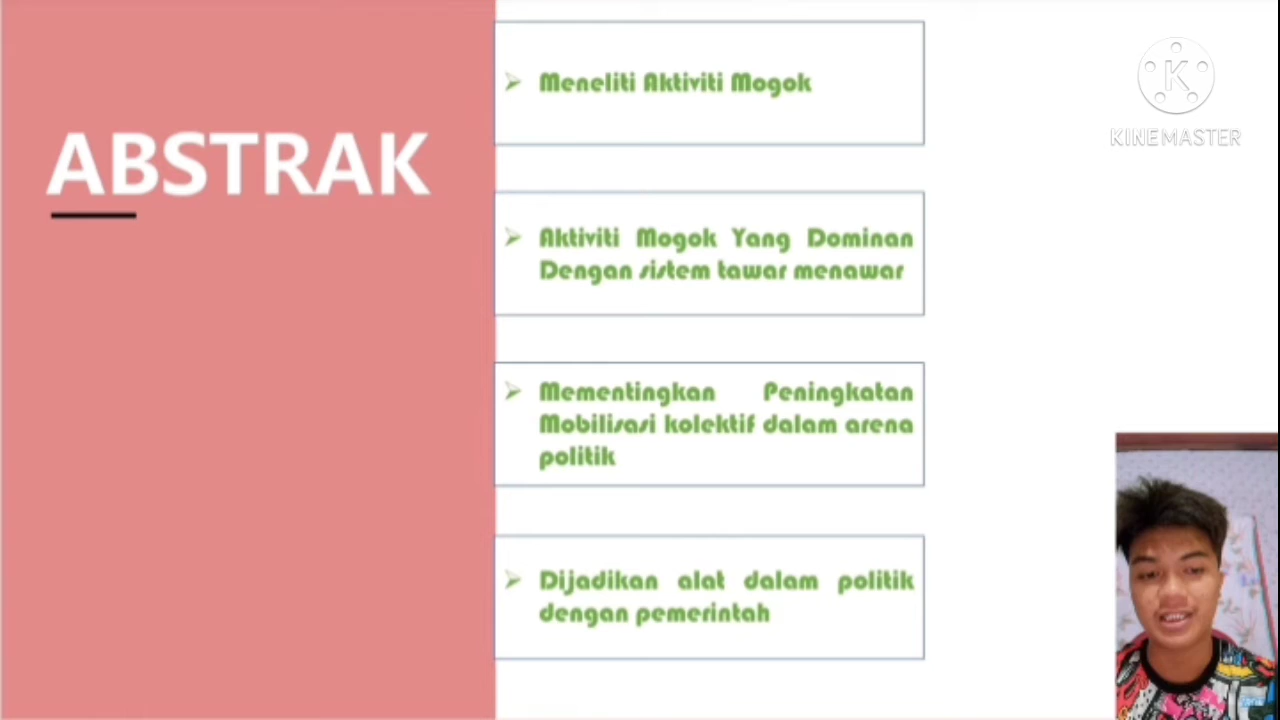 ABSTRAK
Meneliti Aktiviti Mogok
Aktiviti Mogok Yang Dominan
Dengan sistem tawar menawar
Mementingkan Peningkatan
Mobilisasi kolektif dalam arena
politik
Dijadikan alat dalam politik
dengan pemerintah
K
KINEMASTER